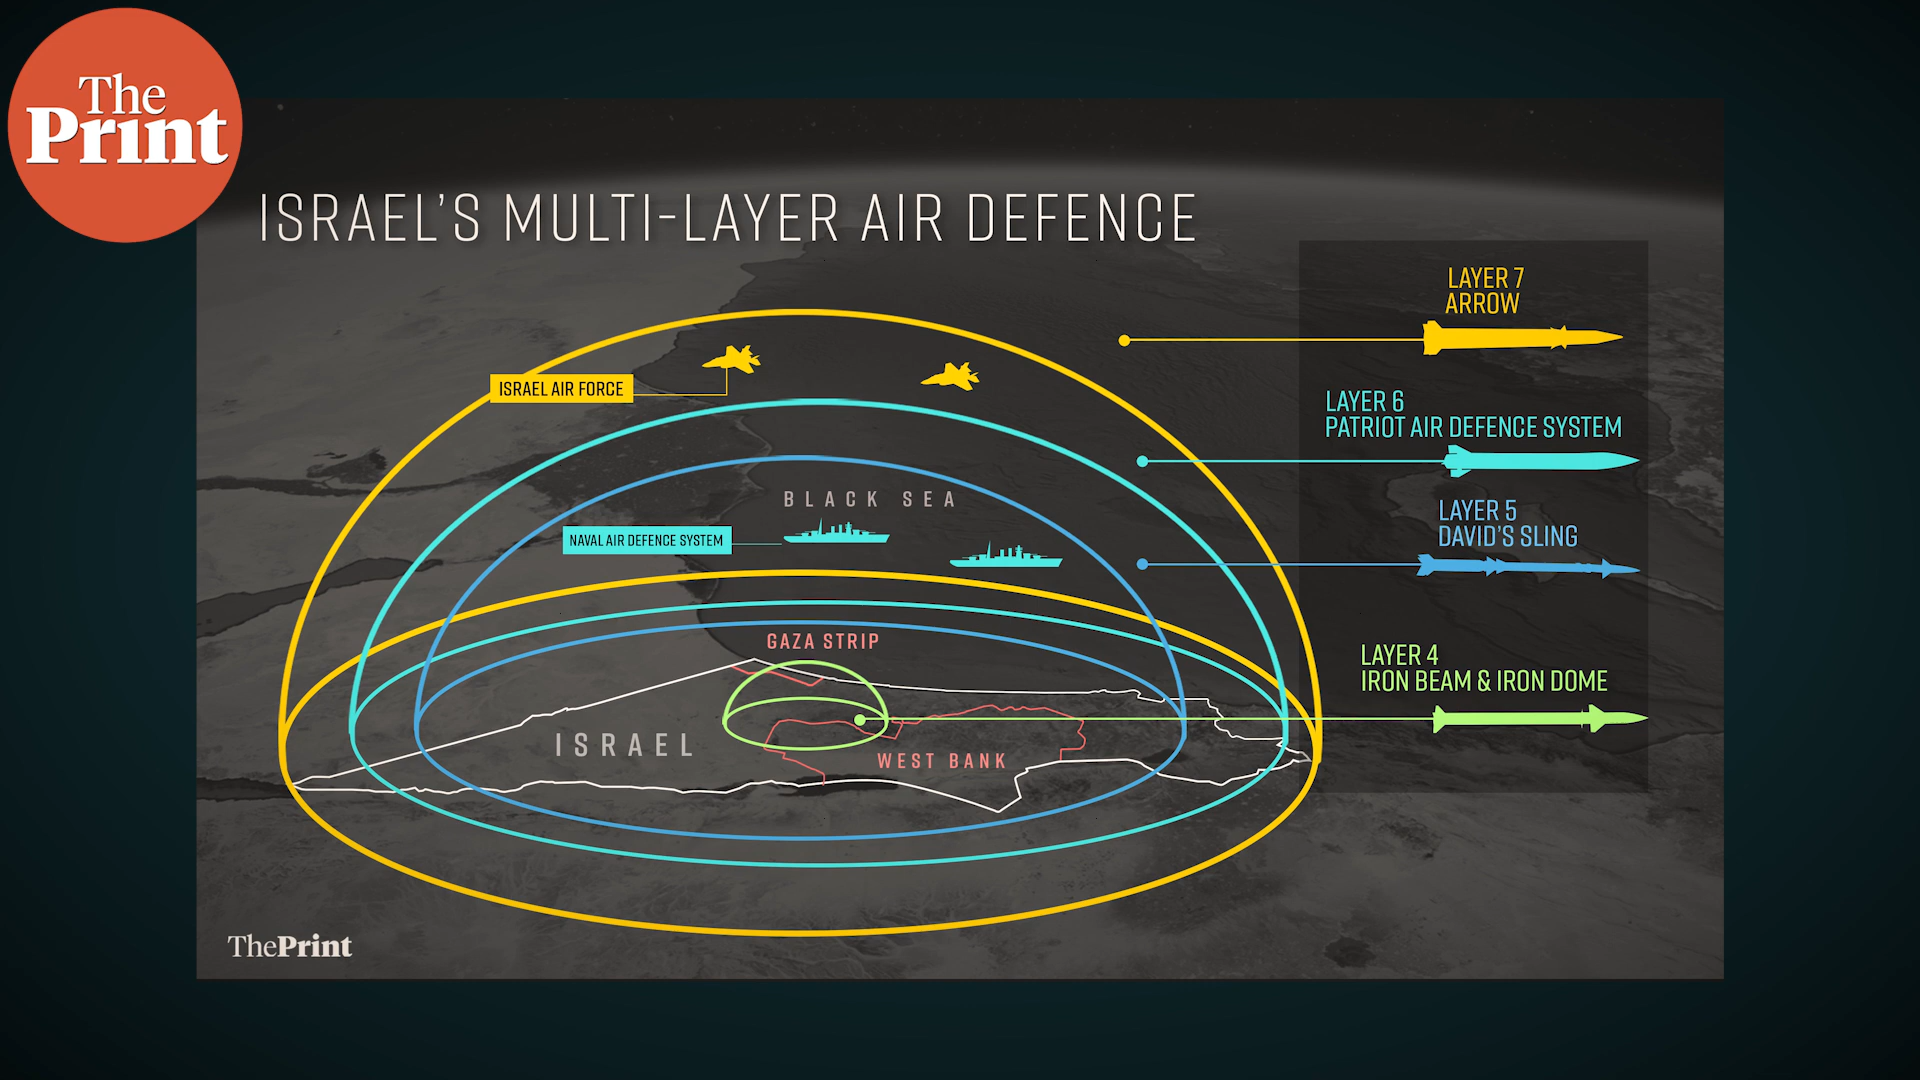 The
Print
ISRAEL'S MULTI-LAYER AIR DEFENCE
LAYER 7
ARROW
ISRAEL AIR FORCE
LAYER 6
PATRIOT AIR DEFENCE SYSTEM
BLACK SEA
LAYER 5
DAVID'S SLING
NAVAL AIR DEFENCE SYSTEM
GAZA STRIP
LAYER 4
IRON BEAM & IRON DOME
ISRAEL
WEST BANK
ThePrint